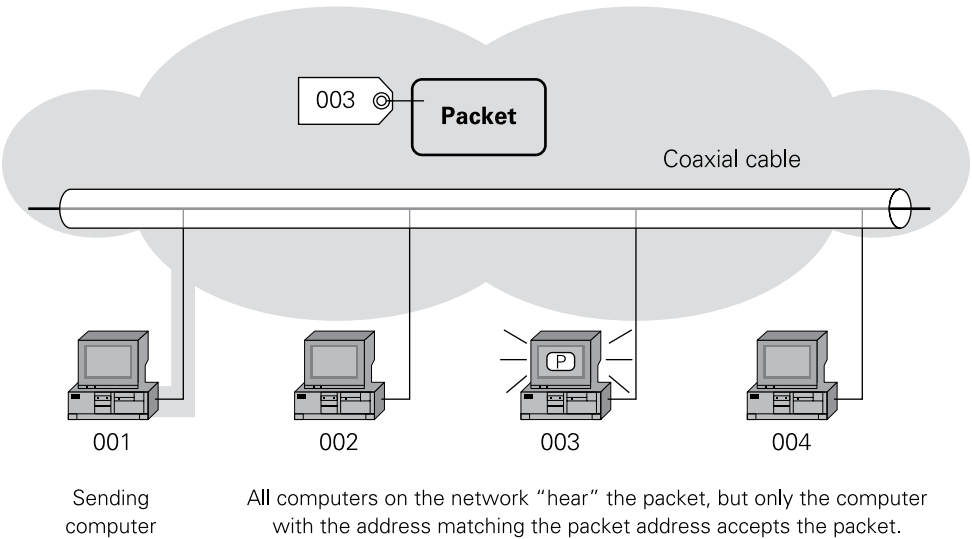 003
Packet
Coaxial cable
P
001
002
003
004
Sending
computer
All computers on the network “hear” the packet, but only the computer
with the address matching the packet address accepts the packet.